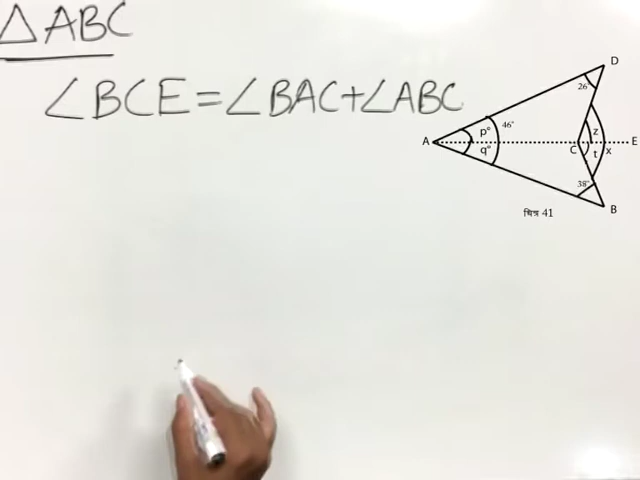 △ABC
∠BCE=∠BAC+∠ABC
D
26°
A
p°
46°
q°
z
C
t
x
E
38°
B
चित्र 41